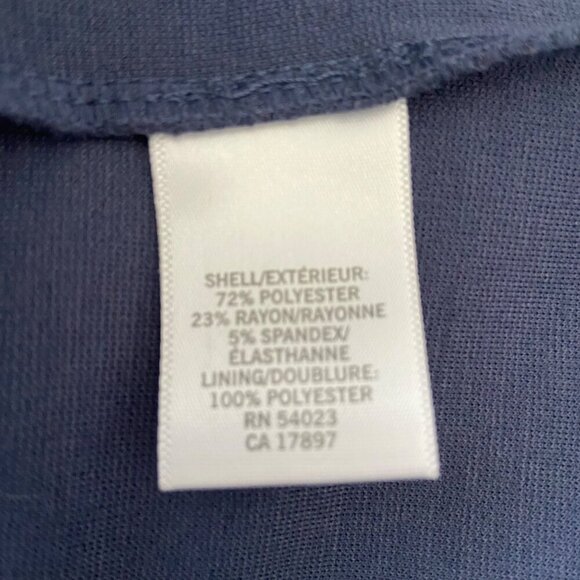 SHELL/EXTÉRIEUR:
72% POLYESTER
23% RAYON/RAYONNE
5% SPANDEX/
ÉLASTHANNE
LINING/DOUBLURE:
100% POLYESTER
RN 54023
CA 17897